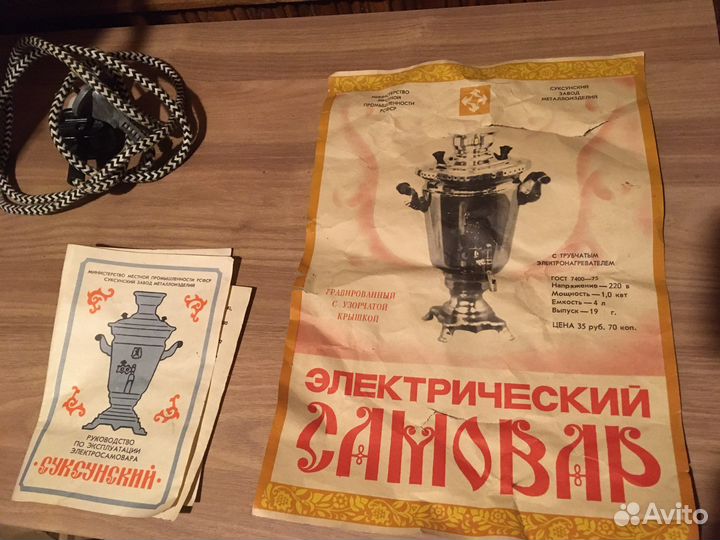 МИНИСТЕРСТВО МЕСТНОЙ ПРОМЫШЛЕННОСТИ РСФСР
СУКСУНСКИЙ ЗАВОД МЕТАЛЛОИЗДЕЛИЙ
РУКОВОДСТВО
ПО ЭКСПЛУАТАЦИИ
ЭЛЕКТРОСАМОВАРА
·СУКСУНСКИЙ·
МИНИСТЕРСТВО
МЕСТНОЙ
ПРОМЫШЛЕННОСТИ
РСФСР
СУКСУНСКИЙ
ЗАВОД
МЕТАЛЛОИЗДЕЛИЙ
С ТРУБЧАТЫМ
ЭЛЕКТРОНАГРЕВАТЕЛЕМ
ГОСТ 7400—75
Напряжение—220 в
Мощность—1,0 квт
Емкость—4 л
Выпуск—19 г.
ЦЕНА 35 руб. 70 коп.
ГРАВИРОВАННЫЙ
С УЗОРЧАТОЙ
КРЫШКОЙ
ЭЛЕКТРИЧЕСКИЙ
САМОВАР
Avito